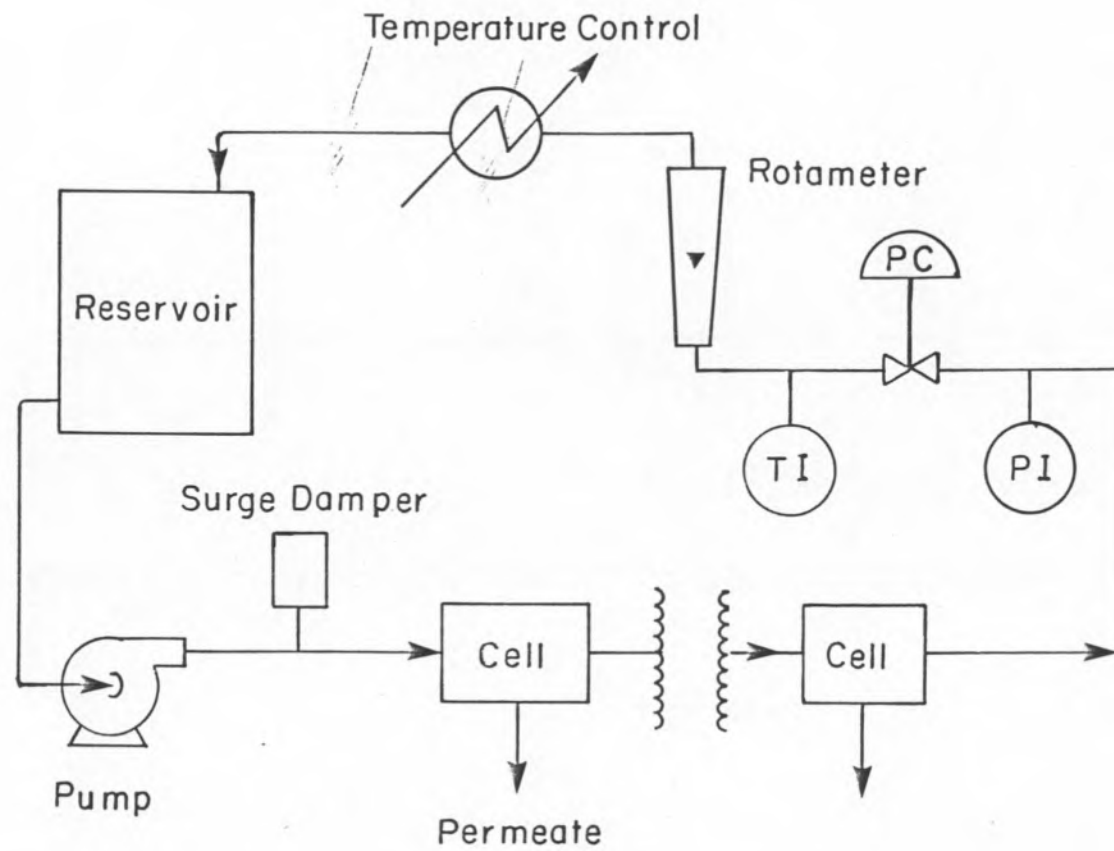 Temperature Control
Rotameter
PC
Reservoir
TI
PI
Surge Damper
Cell
Cell
Pump
Permeate